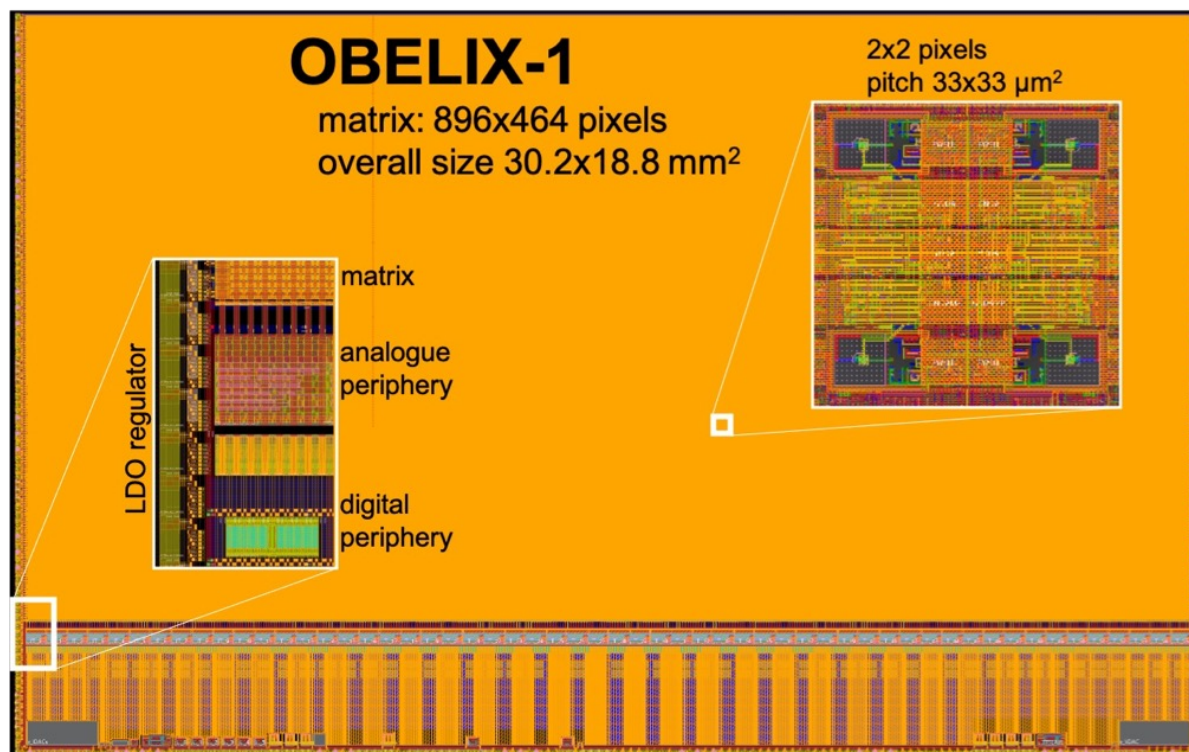 OBELIX-1
matrix: 896x464 pixels
overall size 30.2x18.8 mm²
2x2 pixels
pitch 33x33 µm²
matrix
analogue
periphery
LDO regulator
digital
periphery